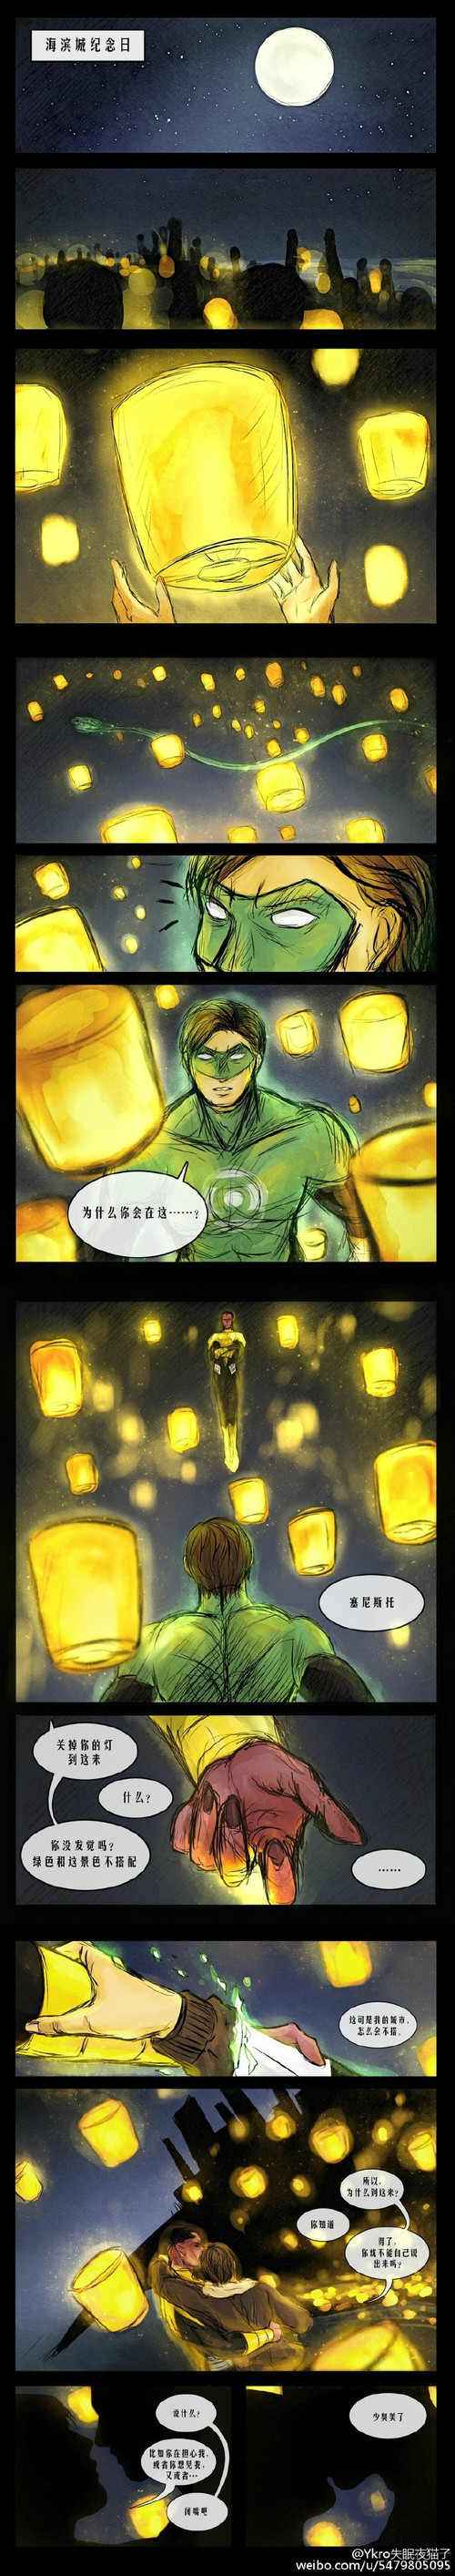 海滨城纪念日
为什么你会在这……?
塞尼斯托
关掉你的灯
到这来
什么?
你没发觉吗?
绿色和这景色不搭配
……
这可是我的城市,
怎么会不搭。
所以,
为什么到这来?
你知道
得了,
你就不能自己说
出来吗?
说什么?
比如你在担心我,
或者你想见我,
又或者…
闭嘴吧
少臭美了
@Ykro失眠夜猫子
weibo.com/u/5479805095